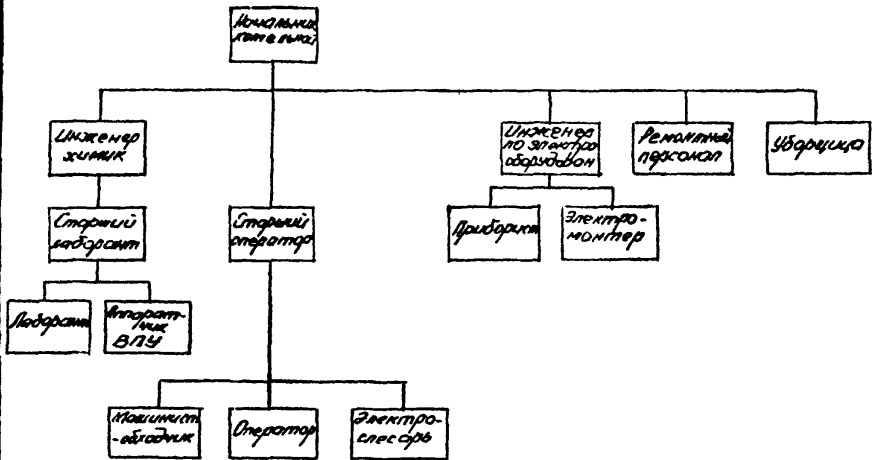 Начальник
котельной
Инженер
химик
Инженер
по электро
оборудован
Ремонтный
персонал
Уборщица
Старший
лаборант
Старший
оператор
Приборист
Электро-
монтер
Лаборант
Аппарат-
чик
ВПУ
Машинист
-обходчик
Оператор
Электро-
слесарь